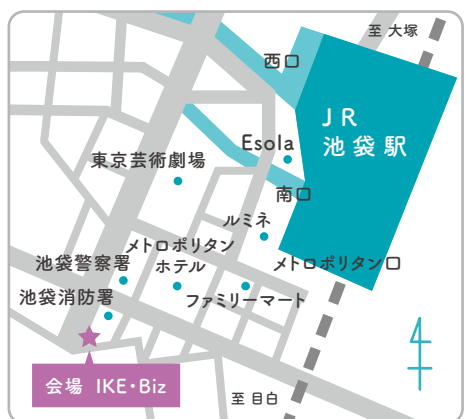 至 大塚
西口
JR
池袋駅
Esola
東京芸術劇場
南口
ルミネ
メトロポリタン
ホテル
メトロポリタン口
池袋警察署
ファミリーマート
池袋消防署
会場 IKE・Biz
至 目白